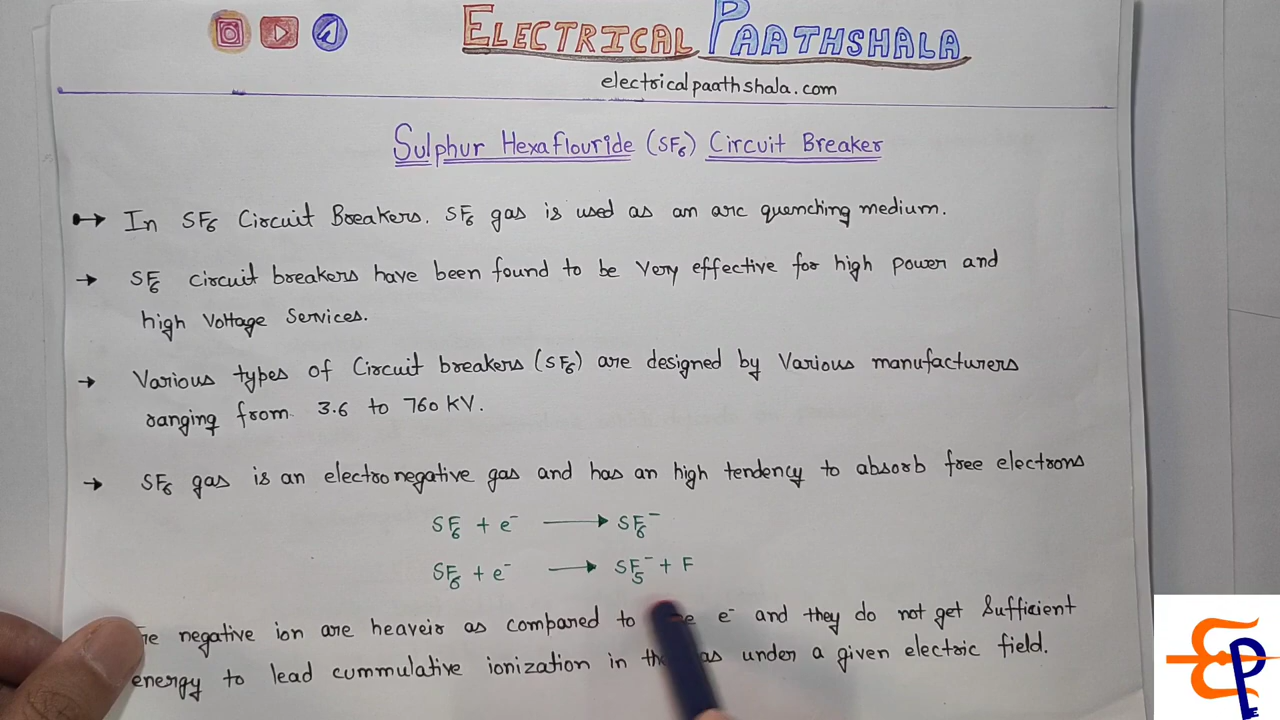 ELECTRICAL PAATHSHALA
electricalpaathshala.com
Sulphur Hexaflouride (SF6) Circuit Breaker
In SF6 Circuit Breakers. SF6 gas is used as an arc quenching medium.
→ SF6 circuit breakers have been found to be very effective for high power and
high voltage services.
→ Various types of Circuit breakers (SF6) are designed by various manufacturers
ranging from 3.6 to 760 kV.
→ SF6 gas is an electronegative gas and has an high tendency to absorb free electrons
SF6 + e⁻ → SF6⁻
SF6 + e⁻ → SF5⁻ + F
negative ion are heaveir as compared to e⁻ and they do not get sufficient
energy to lead cummulative ionization in under a given electric field.
EP